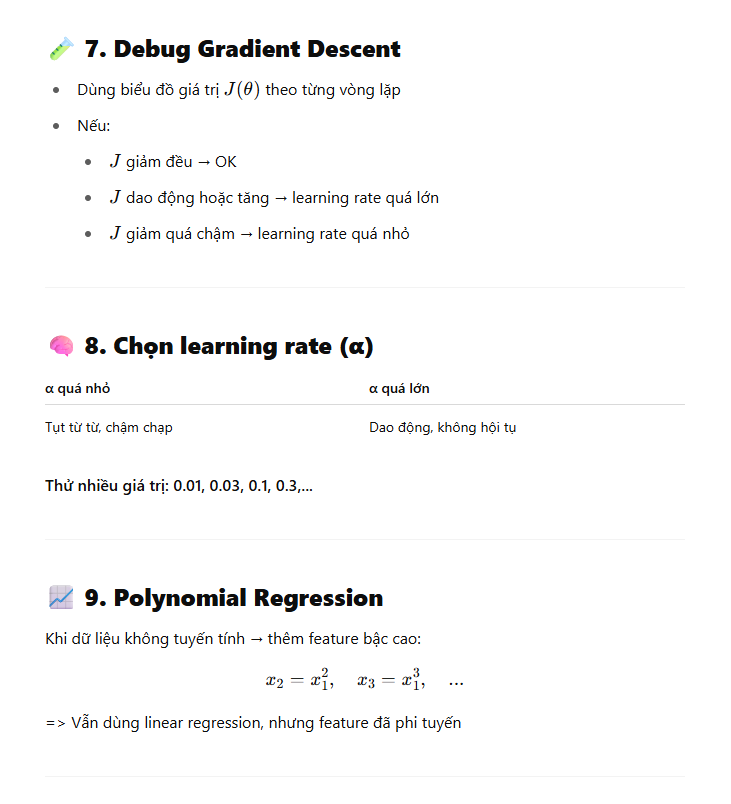 🧪 7. Debug Gradient Descent
• Dùng biểu đồ giá trị J(θ) theo từng vòng lặp
• Nếu:
• J giảm đều → OK
• J dao động hoặc tăng → learning rate quá lớn
• J giảm quá chậm → learning rate quá nhỏ
🧠 8. Chọn learning rate (α)
α quá nhỏ α quá lớn
Tụt từ từ, chậm chạp Dao động, không hội tụ
Thử nhiều giá trị: 0.01, 0.03, 0.1, 0.3,...
📈 9. Polynomial Regression
Khi dữ liệu không tuyến tính → thêm feature bậc cao:
x₂ = x₁², x₃ = x₁³, ...
=> Vẫn dùng linear regression, nhưng feature đã phi tuyến